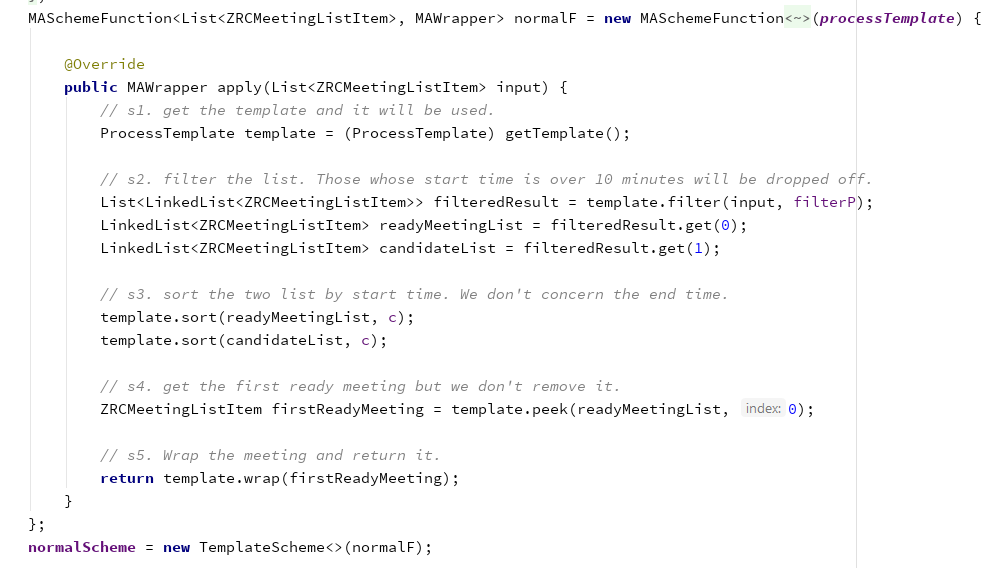 MASchemeFunction<List<ZRCMeetingListItem>, MAWrapper> normalF = new MASchemeFunction<~>(processTemplate) {
@Override
public MAWrapper apply(List<ZRCMeetingListItem> input) {
// s1. get the template and it will be used.
ProcessTemplate template = (ProcessTemplate) getTemplate();
// s2. filter the list. Those whose start time is over 10 minutes will be dropped off.
List<LinkedList<ZRCMeetingListItem>> filteredResult = template.filter(input, filterP);
LinkedList<ZRCMeetingListItem> readyMeetingList = filteredResult.get(0);
LinkedList<ZRCMeetingListItem> candidateList = filteredResult.get(1);
// s3. sort the two list by start time. We don't concern the end time.
template.sort(readyMeetingList, c);
template.sort(candidateList, c);
// s4. get the first ready meeting but we don't remove it.
ZRCMeetingListItem firstReadyMeeting = template.peek(readyMeetingList, index: 0);
// s5. Wrap the meeting and return it.
return template.wrap(firstReadyMeeting);
}
};
normalScheme = new TemplateScheme<>(normalF);